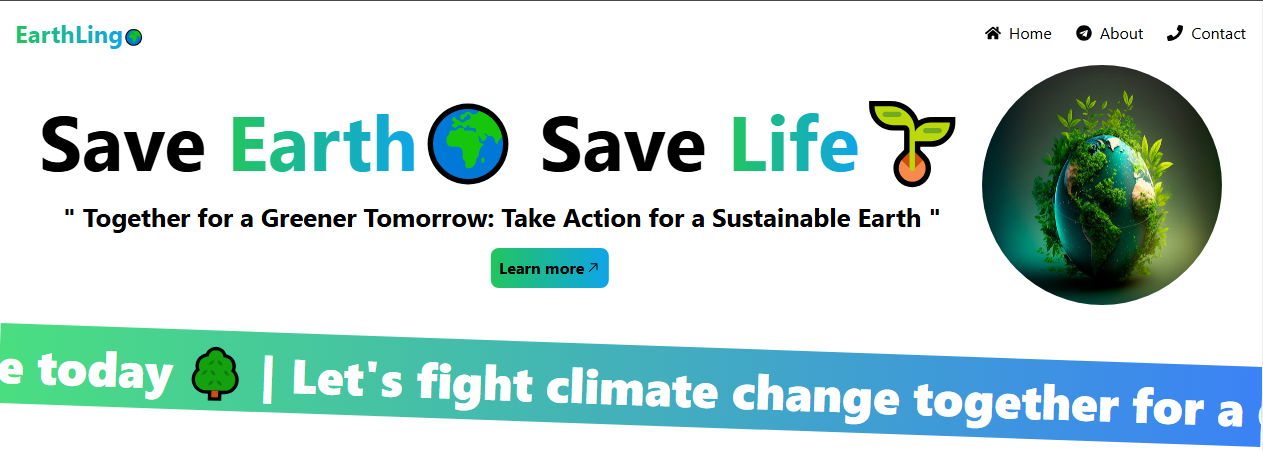 EarthLing
Home About Contact
Save Earth Save Life
" Together for a Greener Tomorrow: Take Action for a Sustainable Earth "
Learn more
e today | Let's fight climate change together for a